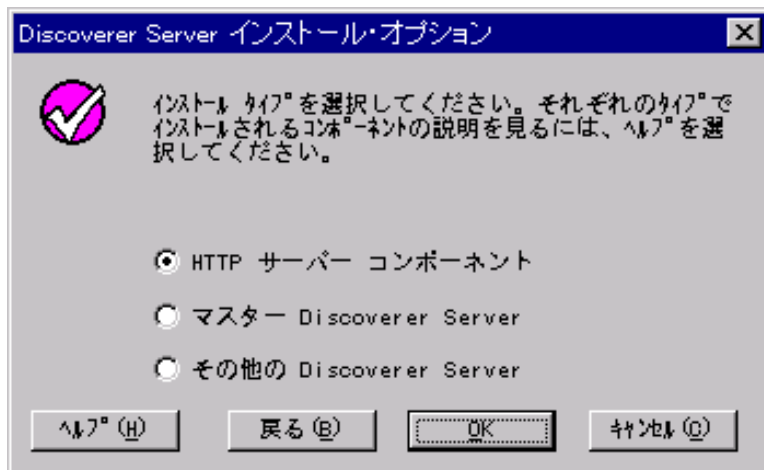 Discoverer Server インストール・オプション
インストール タイプを選択してください。それぞれのタイプで
インストールされるコンポーネントの説明を見るには、ヘルプを選
択してください。
HTTP サーバー コンポーネント
マスター Discoverer Server
その他の Discoverer Server
ヘルプ(H) 戻る(B) OK キャンセル(C)